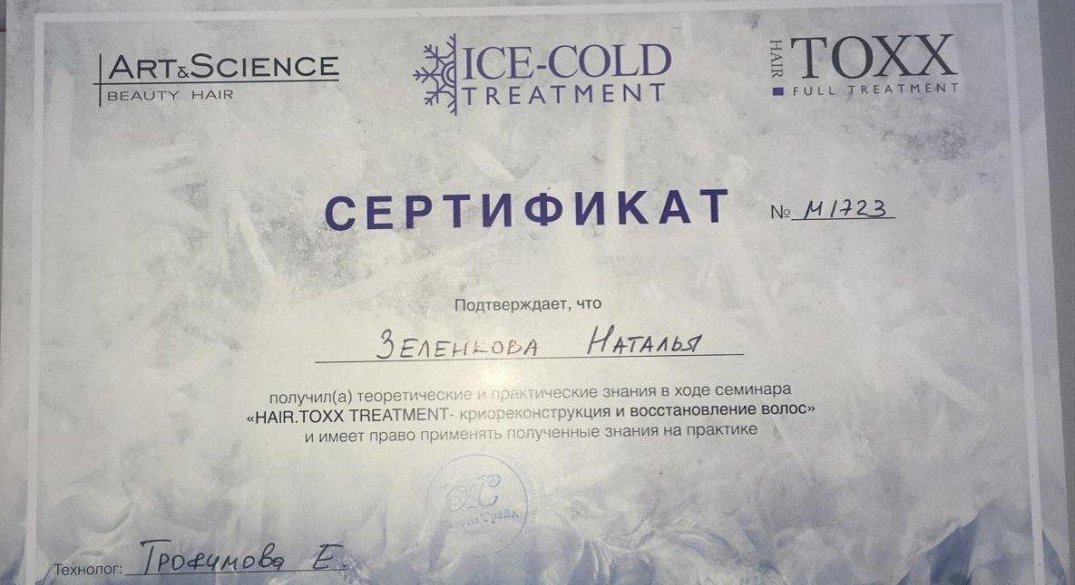 ART&SCIENCE
BEAUTY HAIR
ICE-COLD
TREATMENT
HAIR TOXX
FULL TREATMENT
СЕРТИФИКАТ № М1723
Подтверждает, что
Зеленкова Наталья
получил(а) теоретические и практические знания в ходе семинара
«HAIR.TOXX TREATMENT- криореконструкция и восстановление волос»
и имеет право применять полученные знания на практике
Технолог: Трофимова Е.